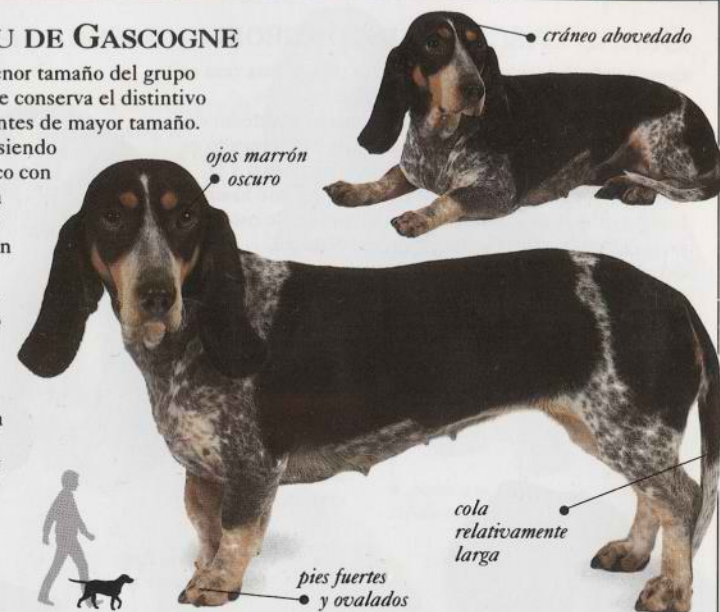 U DE GASCOGNE
enor tamaño del grupo
e conserva el distintivo
ntes de mayor tamaño.
siendo
co con
n
cráneo abovedado
ojos marrón
oscuro
cola
relativamente
larga
pies fuertes
y ovalados